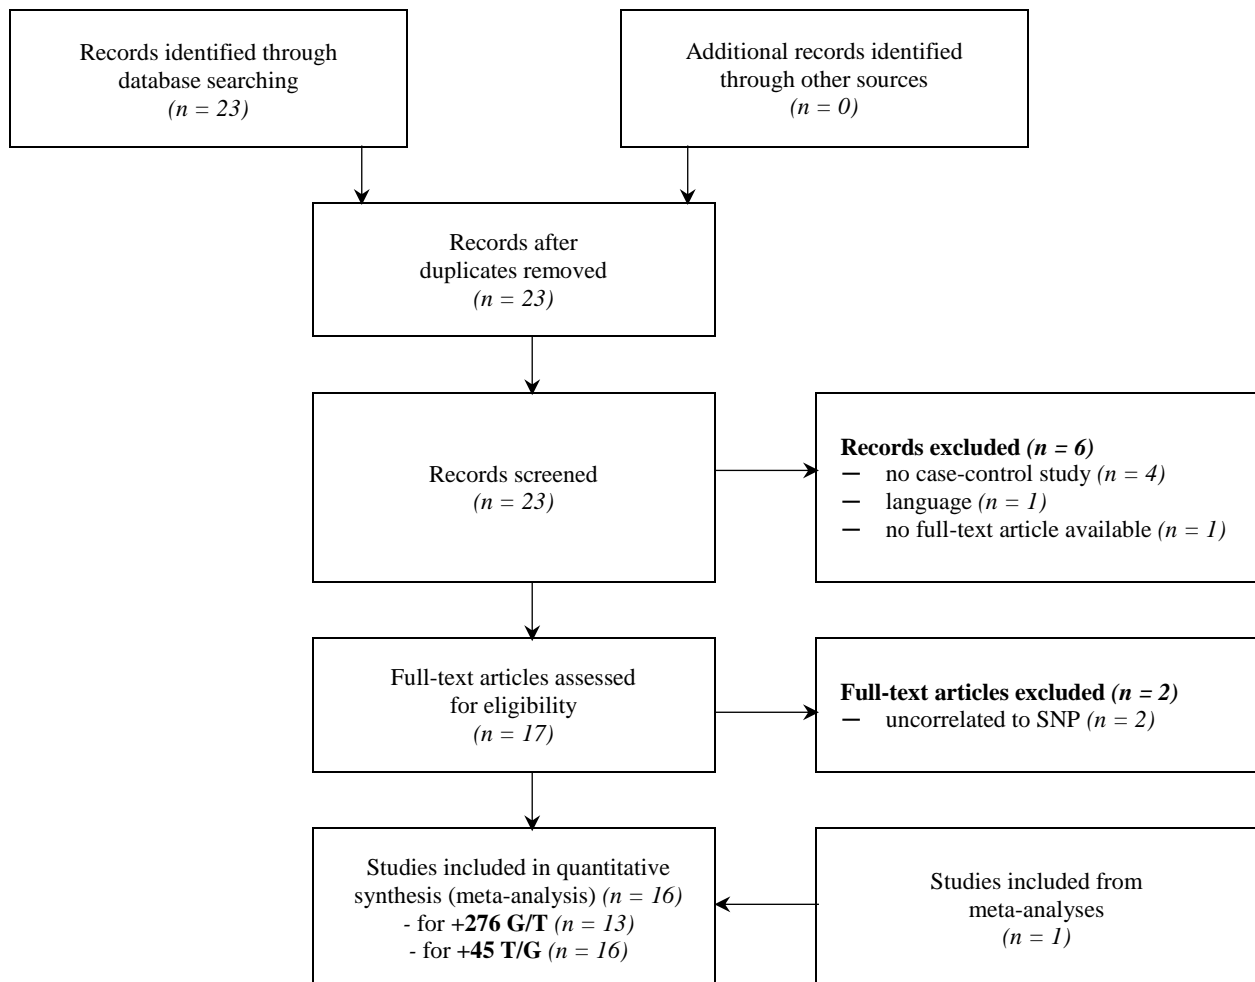 Records identified through
database searching
(n = 23)
Additional records identified
through other sources
(n = 0)
Records after
duplicates removed
(n = 23)
Records screened
(n = 23)
Records excluded (n = 6)
— no case-control study (n = 4)
— language (n = 1)
— no full-text article available (n = 1)
Full-text articles assessed
for eligibility
(n = 17)
Full-text articles excluded (n = 2)
— uncorrelated to SNP (n = 2)
Studies included in quantitative
synthesis (meta-analysis) (n = 16)
- for +276 G/T (n = 13)
- for +45 T/G (n = 16)
Studies included from
meta-analyses
(n = 1)